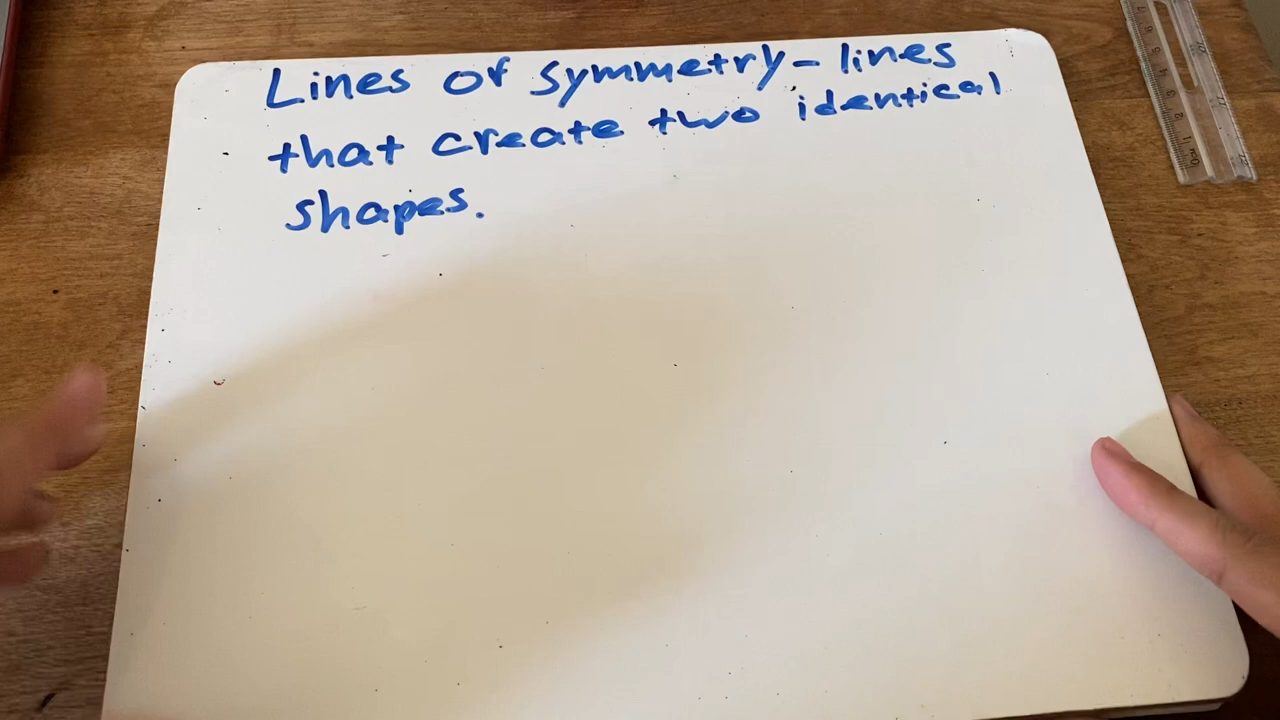 Lines of Symmetry - lines
that create two identical
shapes.